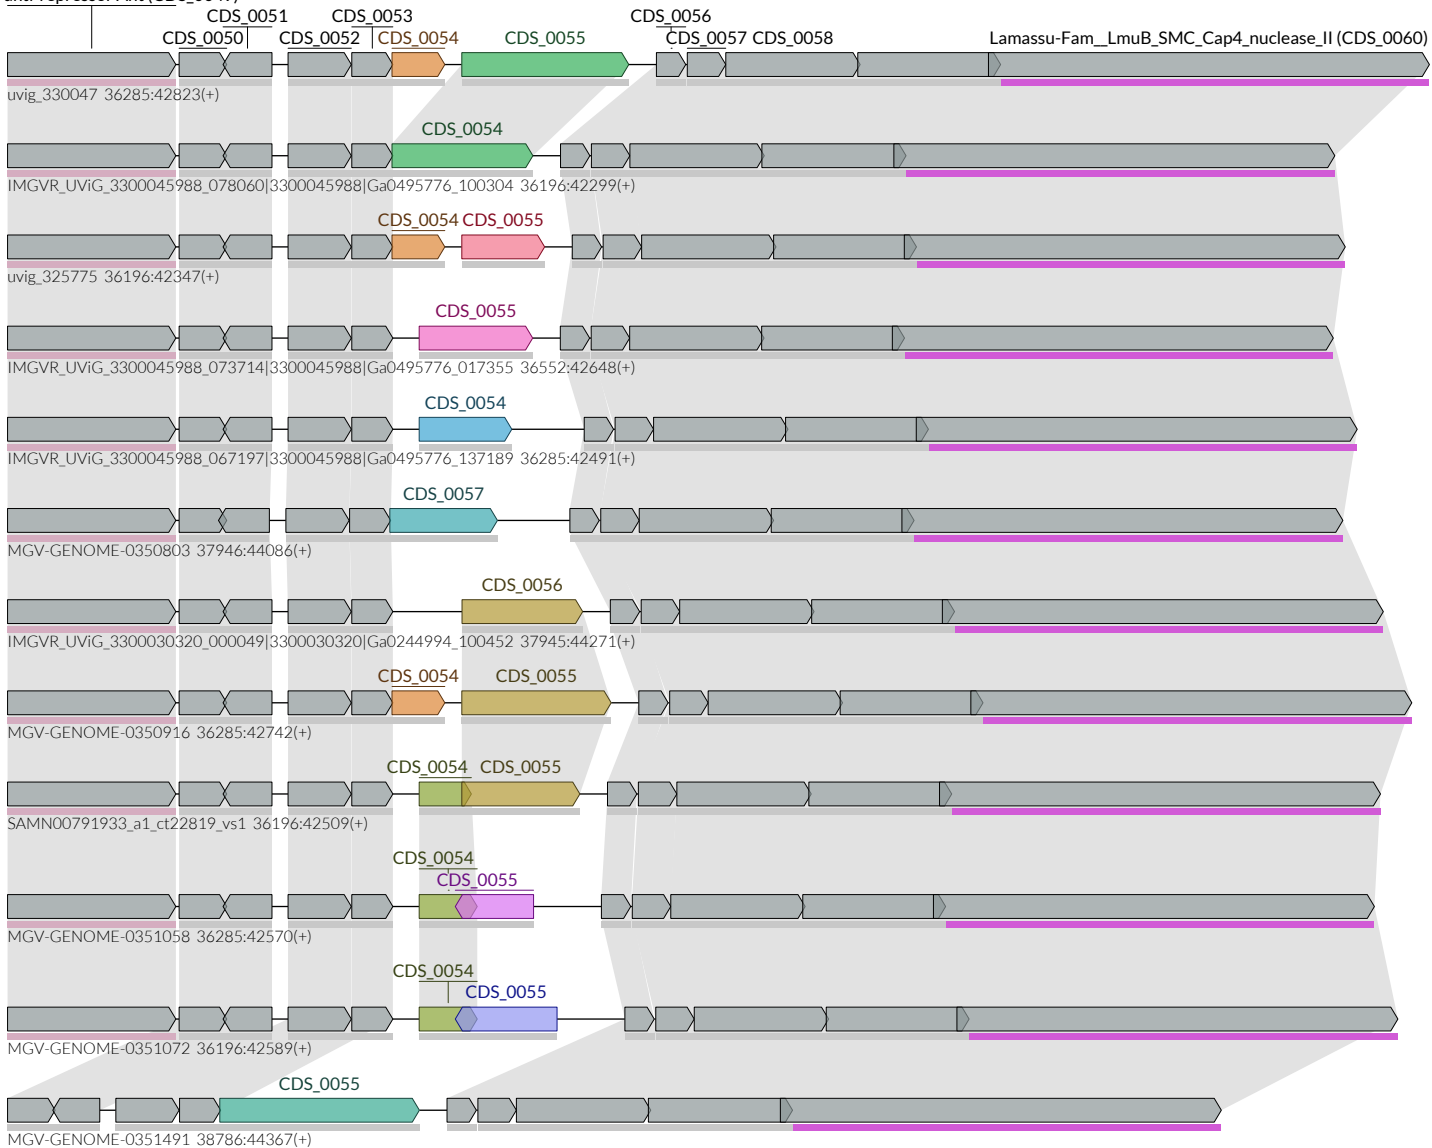 CDS_0051 CDS_0053 CDS_0056
CDS_0050 CDS_0052 CDS_0054 CDS_0055 CDS_0057 CDS_0058 Lamassu-Fam__LmuB_SMC_Cap4_nuclease_II (CDS_0060)
uvig_330047 36285:42823(+)
CDS_0054
IMGVR_UViG_3300045988_078060|3300045988|Ga0495776_100304 36196:42299(+)
CDS_0054 CDS_0055
uvig_325775 36196:42347(+)
CDS_0055
IMGVR_UViG_3300045988_073714|3300045988|Ga0495776_017355 36552:42648(+)
CDS_0054
IMGVR_UViG_3300045988_067197|3300045988|Ga0495776_137189 36285:42491(+)
CDS_0057
MGV-GENOME-0350803 37946:44086(+)
CDS_0056
IMGVR_UViG_3300030320_000049|3300030320|Ga0244994_100452 37945:44271(+)
CDS_0054 CDS_0055
MGV-GENOME-0350916 36285:42742(+)
CDS_0054 CDS_0055
SAMN00791933_a1_ct22819_vs1 36196:42509(+)
CDS_0054
CDS_0055
MGV-GENOME-0351058 36285:42570(+)
CDS_0054
CDS_0055
MGV-GENOME-0351072 36196:42589(+)
CDS_0055
MGV-GENOME-0351491 38786:44367(+)